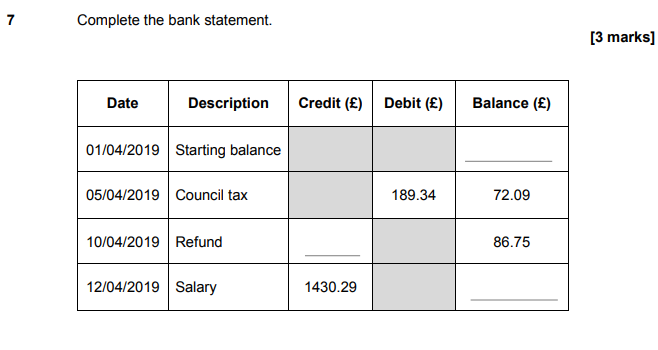 7 Complete the bank statement.
[3 marks]
Date Description Credit (£) Debit (£) Balance (£)
01/04/2019 Starting balance
05/04/2019 Council tax 189.34 72.09
10/04/2019 Refund 86.75
12/04/2019 Salary 1430.29